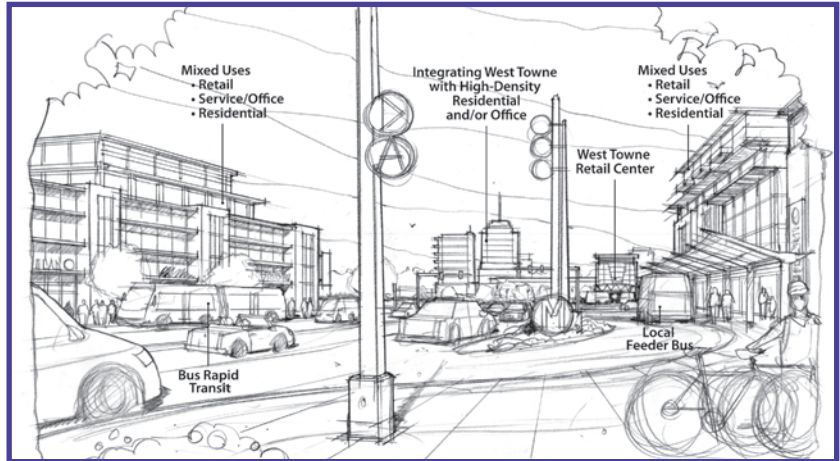 Mixed Uses
• Retail
• Service/Office
• Residential
Integrating West Towne
with High-Density
Residential
and/or Office
Mixed Uses
• Retail
• Service/Office
• Residential
West Towne
Retail Center
Bus Rapid
Transit
Local
Feeder Bus
M